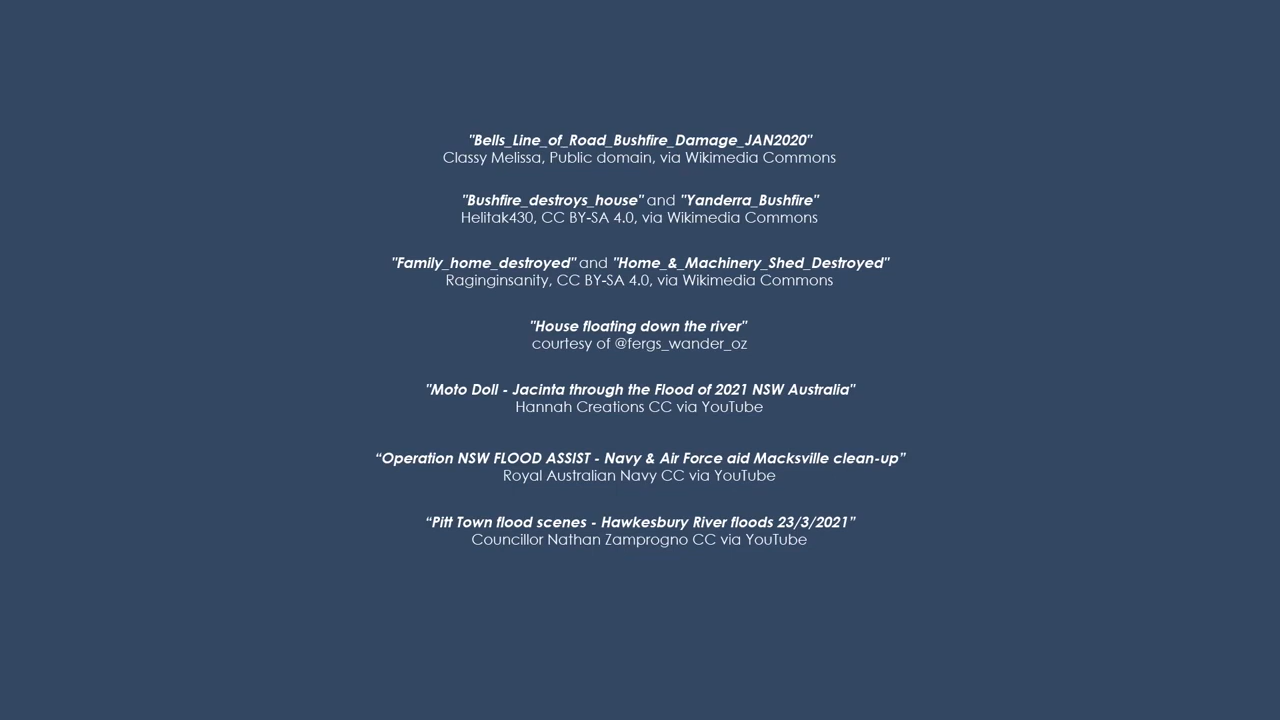 "Bells_Line_of_Road_Bushfire_Damage_JAN2020"
Classy Melissa, Public domain, via Wikimedia Commons
"Bushfire_destroys_house" and "Yanderra_Bushfire"
Helitak430, CC BY-SA 4.0, via Wikimedia Commons
"Family_home_destroyed" and "Home_&_Machinery_Shed_Destroyed"
Raginginsanity, CC BY-SA 4.0, via Wikimedia Commons
"House floating down the river"
courtesy of @fergs_wander_oz
"Moto Doll - Jacinta through the Flood of 2021 NSW Australia"
Hannah Creations CC via YouTube
“Operation NSW FLOOD ASSIST - Navy & Air Force aid Macksville clean-up”
Royal Australian Navy CC via YouTube
“Pitt Town flood scenes - Hawkesbury River floods 23/3/2021”
Councillor Nathan Zamprogno CC via YouTube